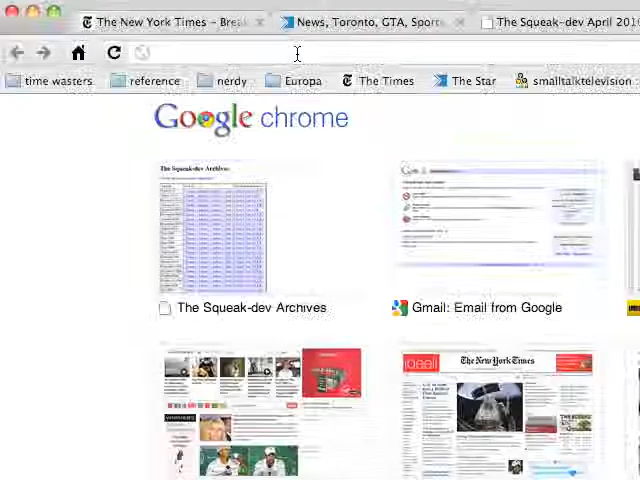 The New York Times - Brea
News, Toronto, GTA, Sports
The Squeak-dev April 2010
time wasters
reference
nerdy
Europa
The Times
The Star
smalltalktelevision
Google chrome
The Squeak-dev Archives
The Squeak-dev Archives
Gmail: Email from Google
The New York Times